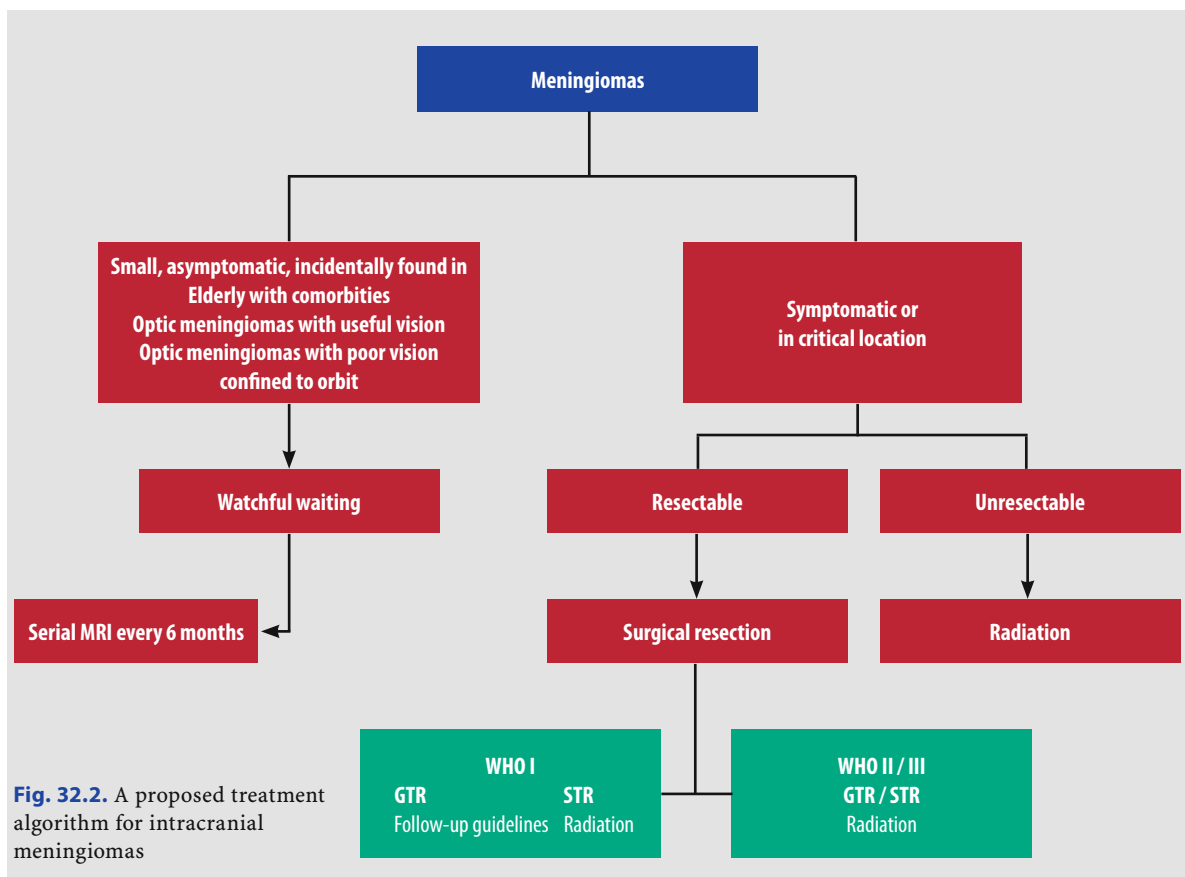 Meningiomas
Small, asymptomatic, incidentally found in
Elderly with comorbities
Optic meningiomas with useful vision
Optic meningiomas with poor vision
confined to orbit
Symptomatic or
in critical location
Watchful waiting
Resectable
Unresectable
Serial MRI every 6 months
Surgical resection
Radiation
WHO I
GTR STR
Follow-up guidelines Radiation
WHO II / III
GTR / STR
Radiation
Fig. 32.2. A proposed treatment
algorithm for intracranial
meningiomas